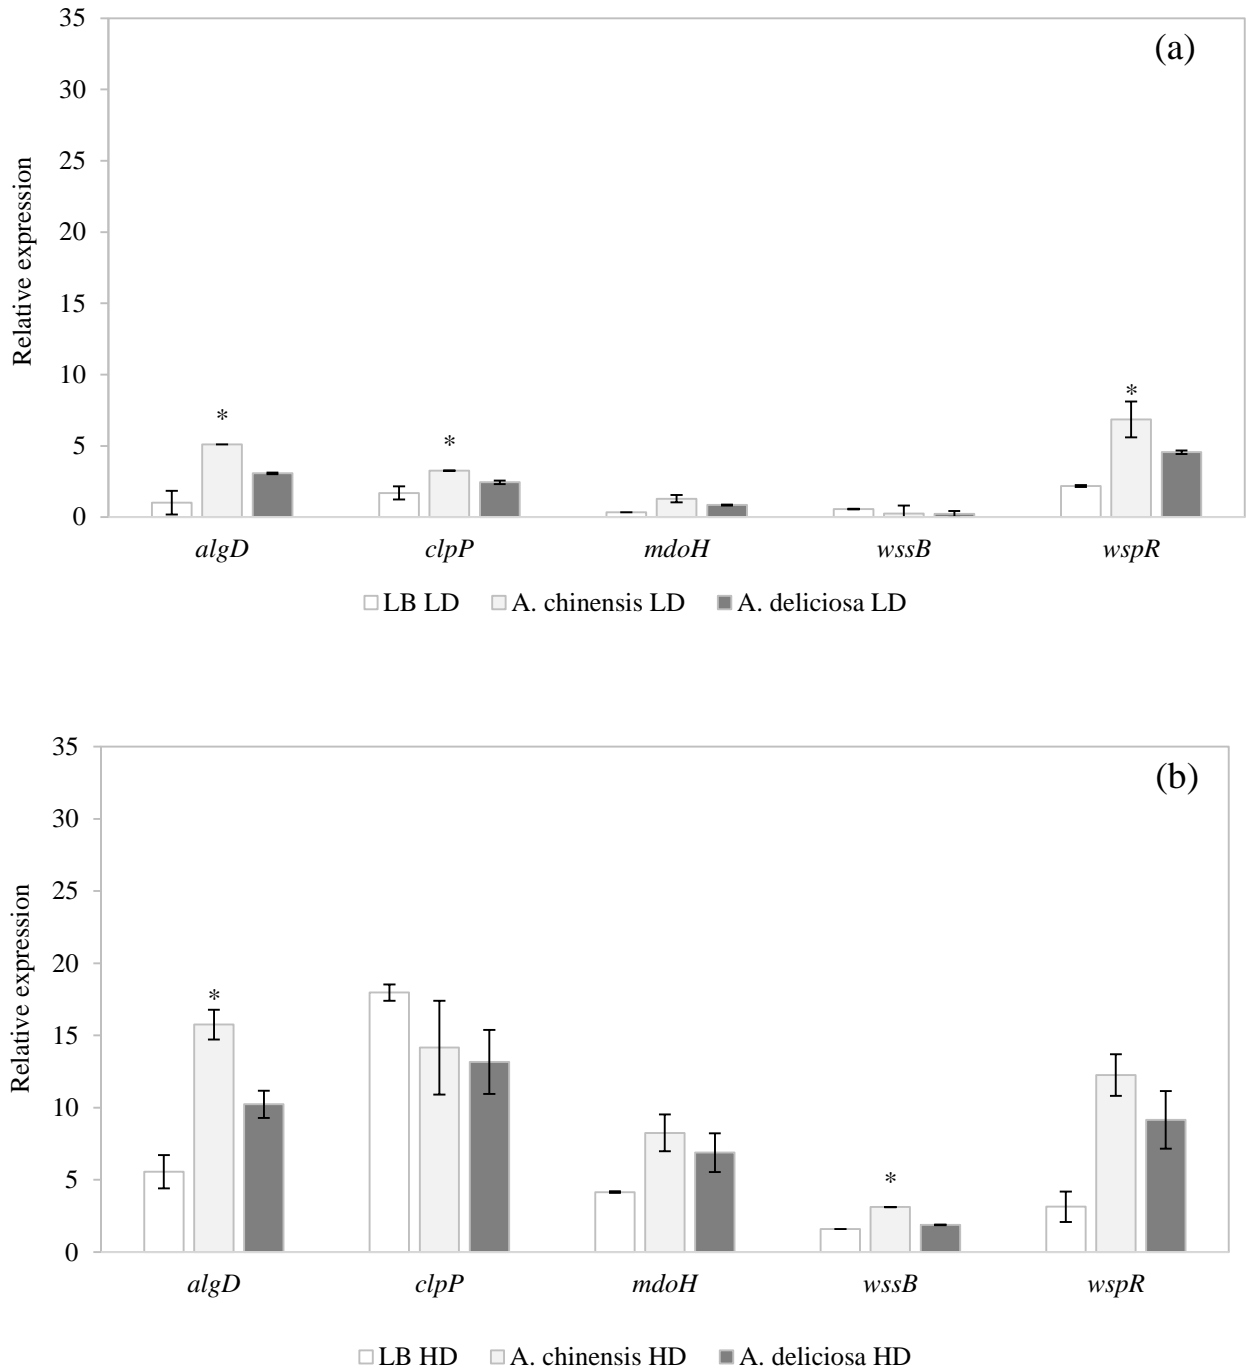 (a)
35
30
25
20
15
10
5
0
Relative expression
*
*
*
algD clpP mdoH wssB wspR
LB LD A. chinensis LD A. deliciosa LD
(b)
35
30
25
20
15
10
5
0
Relative expression
*
*
algD clpP mdoH wssB wspR
LB HD A. chinensis HD A. deliciosa HD